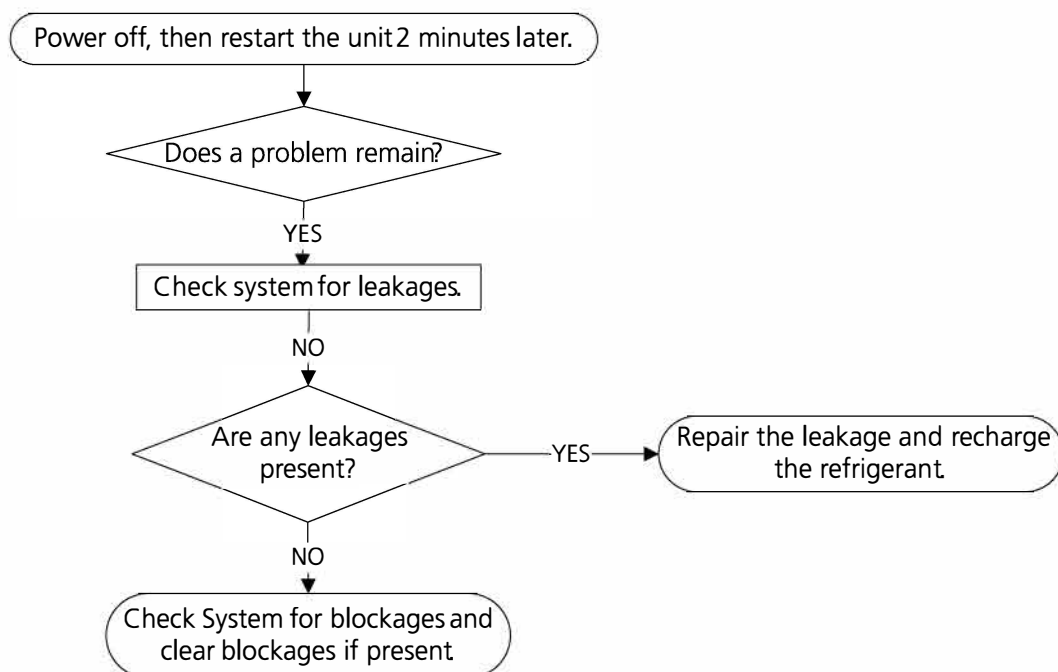 Power off, then restart the unit 2 minutes later.
Does a problem remain?
YES
Check system for leakages.
NO
Are any leakages
present?
YES
Repair the leakage and recharge
the refrigerant.
NO
Check System for blockages and
clear blockages if present.